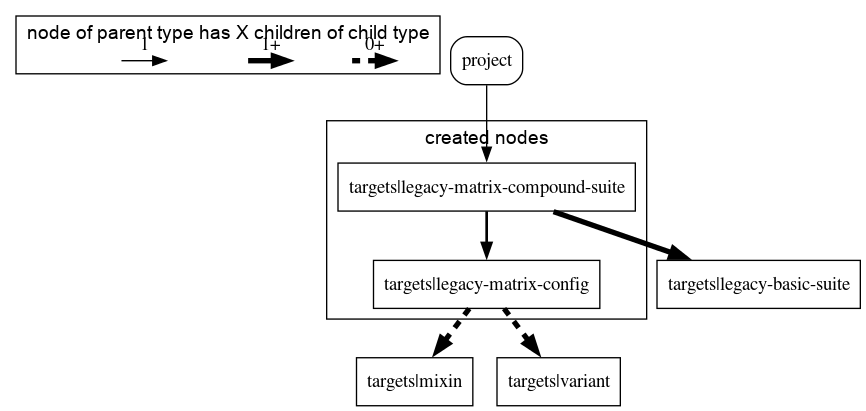 node of parent type has X children of child type
1
1+
0+
project
created nodes
targets|legacy-matrix-compound-suite
targets|legacy-matrix-config
targets|legacy-basic-suite
targets|mixin
targets|variant